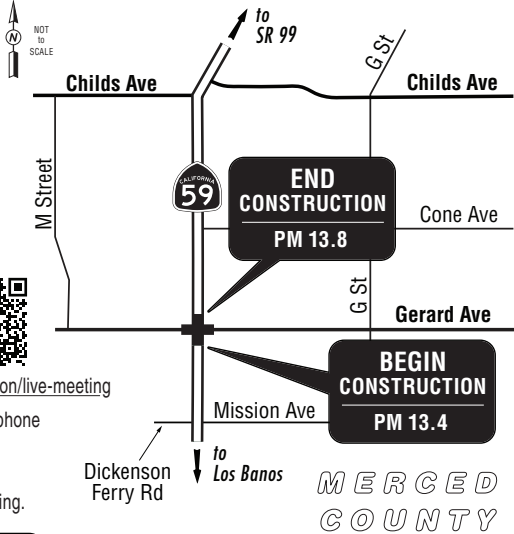 N
NOT
to
SCALE
to
SR 99
G St
Childs Ave
Childs Ave
M Street
CALIFORNIA
59
END
CONSTRUCTION
PM 13.8
Cone Ave
G St
Gerard Ave
BEGIN
CONSTRUCTION
PM 13.4
on/live-meeting
phone
Mission Ave
to
Los Banos
Dickenson
Ferry Rd
ing.
MERCED
COUNTY